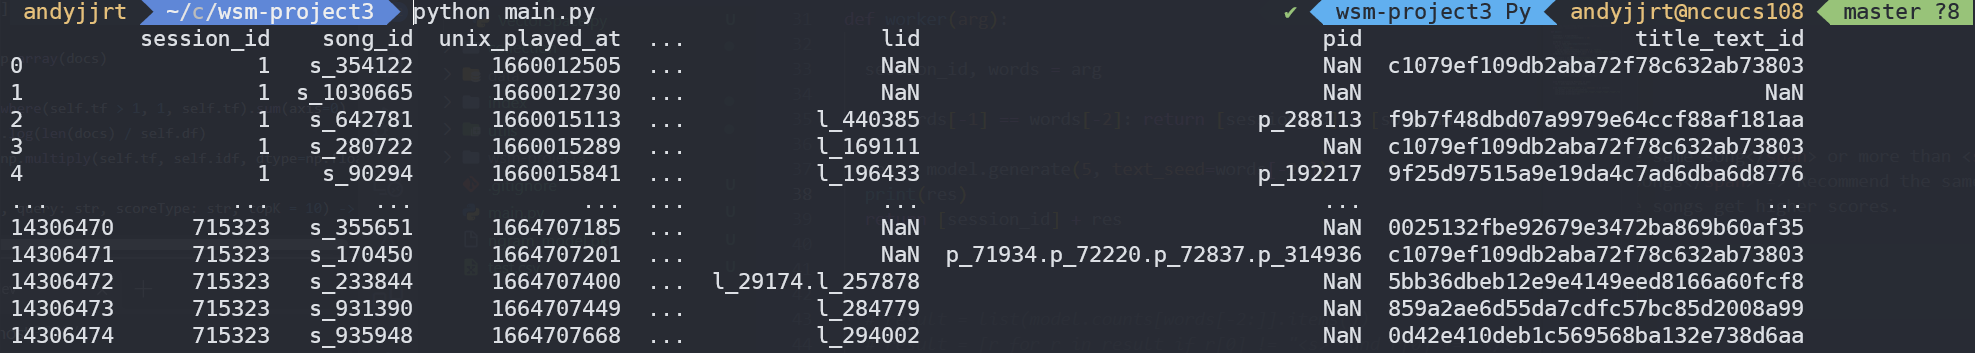 andyjjrt ~/c/wsm-project3 python main.py ✔ wsm-project3 Py andyjjrt@nccucs108 master ?8
session_id song_id unix_played_at ... lid pid title_text_id
0 1 s_354122 1660012505 ... NaN NaN c1079ef109db2aba72f78c632ab73803
1 1 s_1030665 1660012730 ... NaN NaN NaN
2 1 s_642781 1660015113 ... l_440385 p_288113 f9b7f48dbd07a9979e64ccf88af181aa
3 1 s_280722 1660015289 ... l_169111 NaN c1079ef109db2aba72f78c632ab73803
4 1 s_90294 1660015841 ... l_196433 p_192217 9f25d97515a9e19da4c7ad6dba6d8776
... ... ... ... ... ... ... ...
14306470 715323 s_355651 1664707185 ... NaN NaN 0025132fbe92679e3472ba869b60af35
14306471 715323 s_170450 1664707201 ... NaN p_71934.p_72220.p_72837.p_314936 c1079ef109db2aba72f78c632ab73803
14306472 715323 s_233844 1664707400 ... l_29174.l_257878 NaN 5bb36dbeb12e9e4149eed8166a60fcf8
14306473 715323 s_931390 1664707449 ... l_284779 NaN 859a2ae6d55da7cdfc57bc85d2008a99
14306474 715323 s_935948 1664707668 ... l_294002 NaN 0d42e410deb1c569568ba132e738d6aa